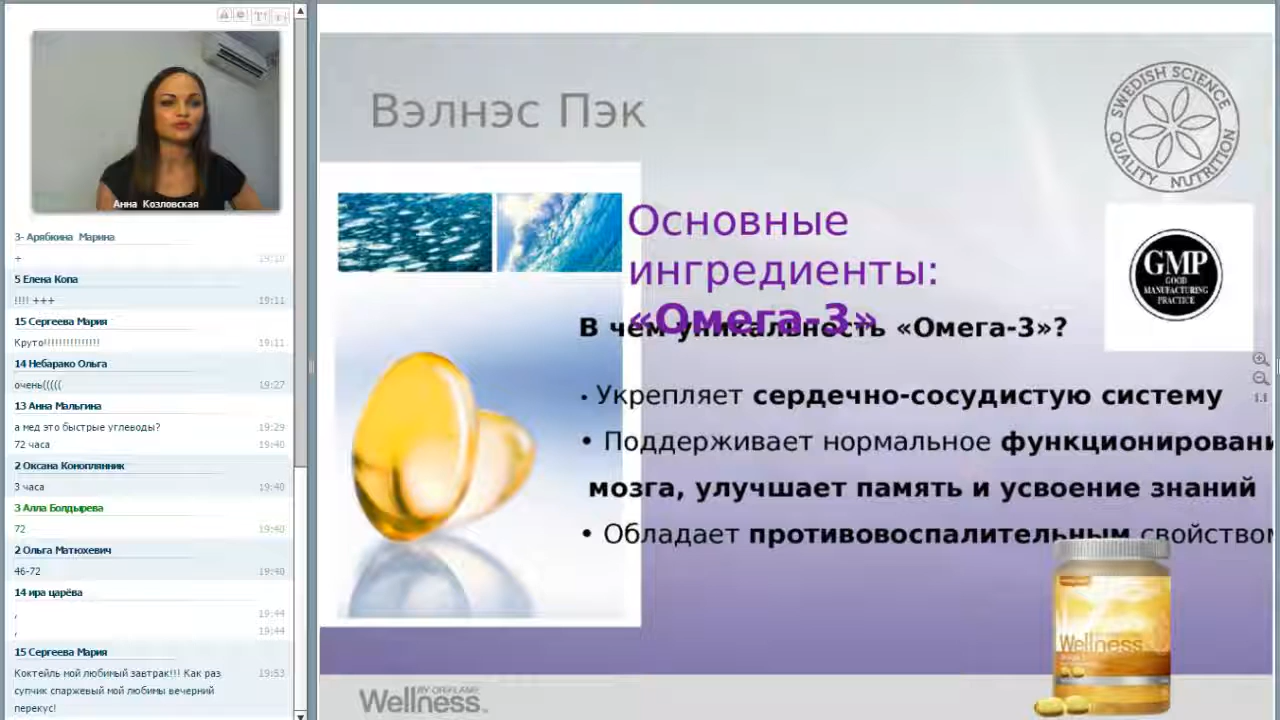 Анна Козловская
3- Арябкина Марина
+ 19:10
5 Елена Копа
!!!! +++ 19:11
15 Сергеева Мария
Круто!!!!!!!!!!!!!!! 19:11
14 Небарако Ольга
очень((((( 19:27
13 Анна Мальгина
а мед это быстрые углеводы? 19:29
72 часа 19:40
2 Оксана Коноплянник
3 часа 19:40
3 Алла Болдырева
72 19:40
2 Ольга Матюхевич
46-72 19:40
14 ира царёва
, 19:44
, 19:44
15 Сергеева Мария
Коктейль мой любимый завтрак!!! Как раз 19:53
супчик спаржевый мой любимы вечерний
перекус!
Вэлнэс Пэк
SWEDISH SCIENCE
QUALITY NUTRITION
Основные
ингредиенты:
«Омега-3»
GMP
GOOD
MANUFACTURING
PRACTICE
В чем уникальность «Омега-3»?
• Укрепляет сердечно-сосудистую систему
• Поддерживает нормальное функционировани
мозга, улучшает память и усвоение знаний
• Обладает противовоспалительным свойством
1:1
Wellness
Wellness
BY ORIFLAME